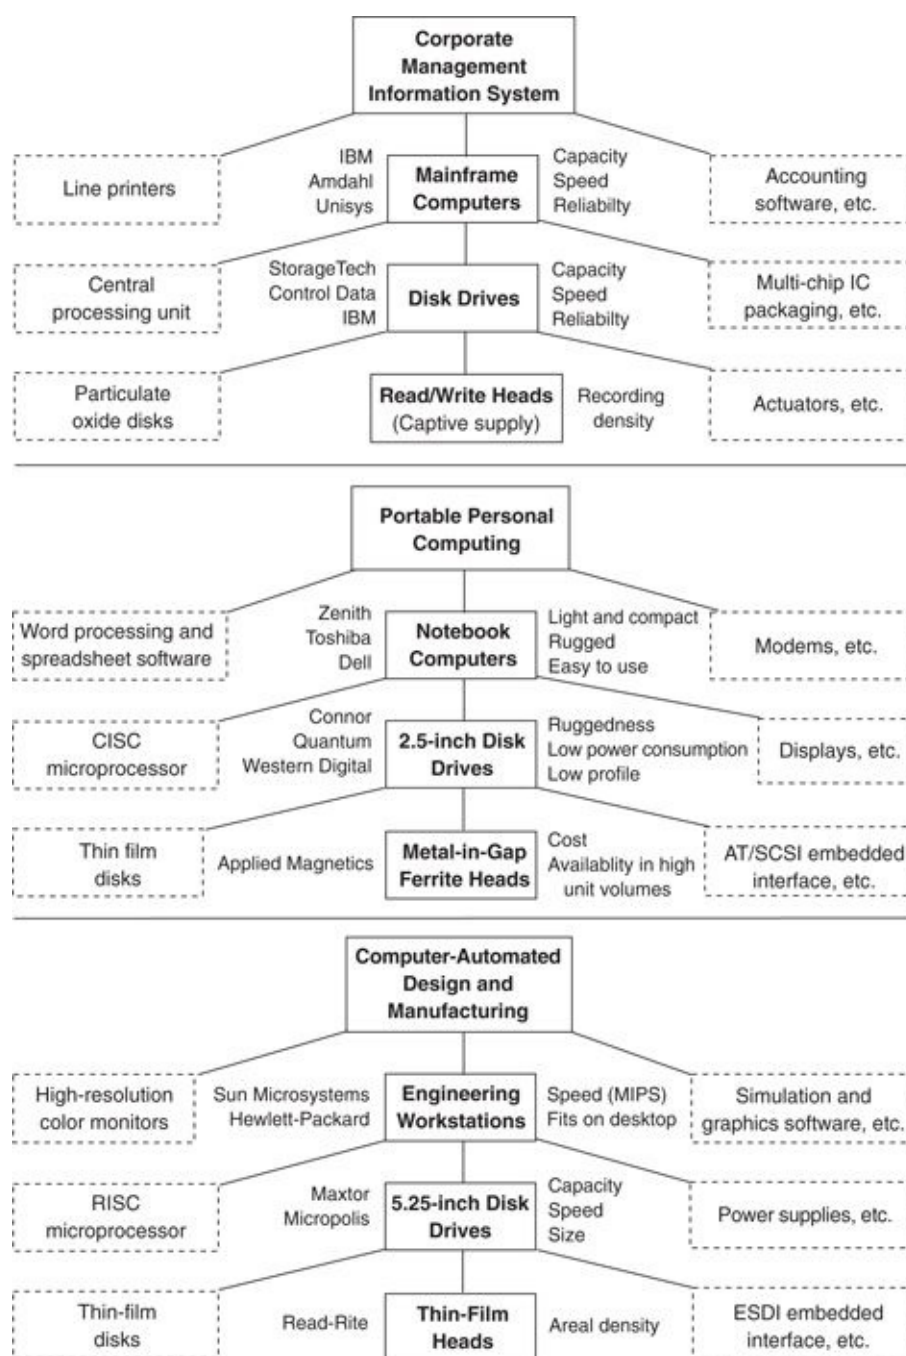 Corporate
Management
Information System
Line printers
IBM
Amdahl
Unisys
Mainframe
Computers
Capacity
Speed
Reliabilty
Accounting
software, etc.
Central
processing unit
StorageTech
Control Data
IBM
Disk Drives
Capacity
Speed
Reliabilty
Multi-chip IC
packaging, etc.
Particulate
oxide disks
Read/Write Heads
(Captive supply)
Recording
density
Actuators, etc.
Portable Personal
Computing
Word processing and
spreadsheet software
Zenith
Toshiba
Dell
Notebook
Computers
Light and compact
Rugged
Easy to use
Modems, etc.
CISC
microprocessor
Connor
Quantum
Western Digital
2.5-inch Disk
Drives
Ruggedness
Low power consumption
Low profile
Displays, etc.
Thin film
disks
Applied Magnetics
Metal-in-Gap
Ferrite Heads
Cost
Availablity in high
unit volumes
AT/SCSI embedded
interface, etc.
Computer-Automated
Design and
Manufacturing
High-resolution
color monitors
Sun Microsystems
Hewlett-Packard
Engineering
Workstations
Speed (MIPS)
Fits on desktop
Simulation and
graphics software, etc.
RISC
microprocessor
Maxtor
Micropolis
5.25-inch Disk
Drives
Capacity
Speed
Size
Power supplies, etc.
Thin-film
disks
Read-Rite
Thin-Film
Heads
Areal density
ESDI embedded
interface, etc.